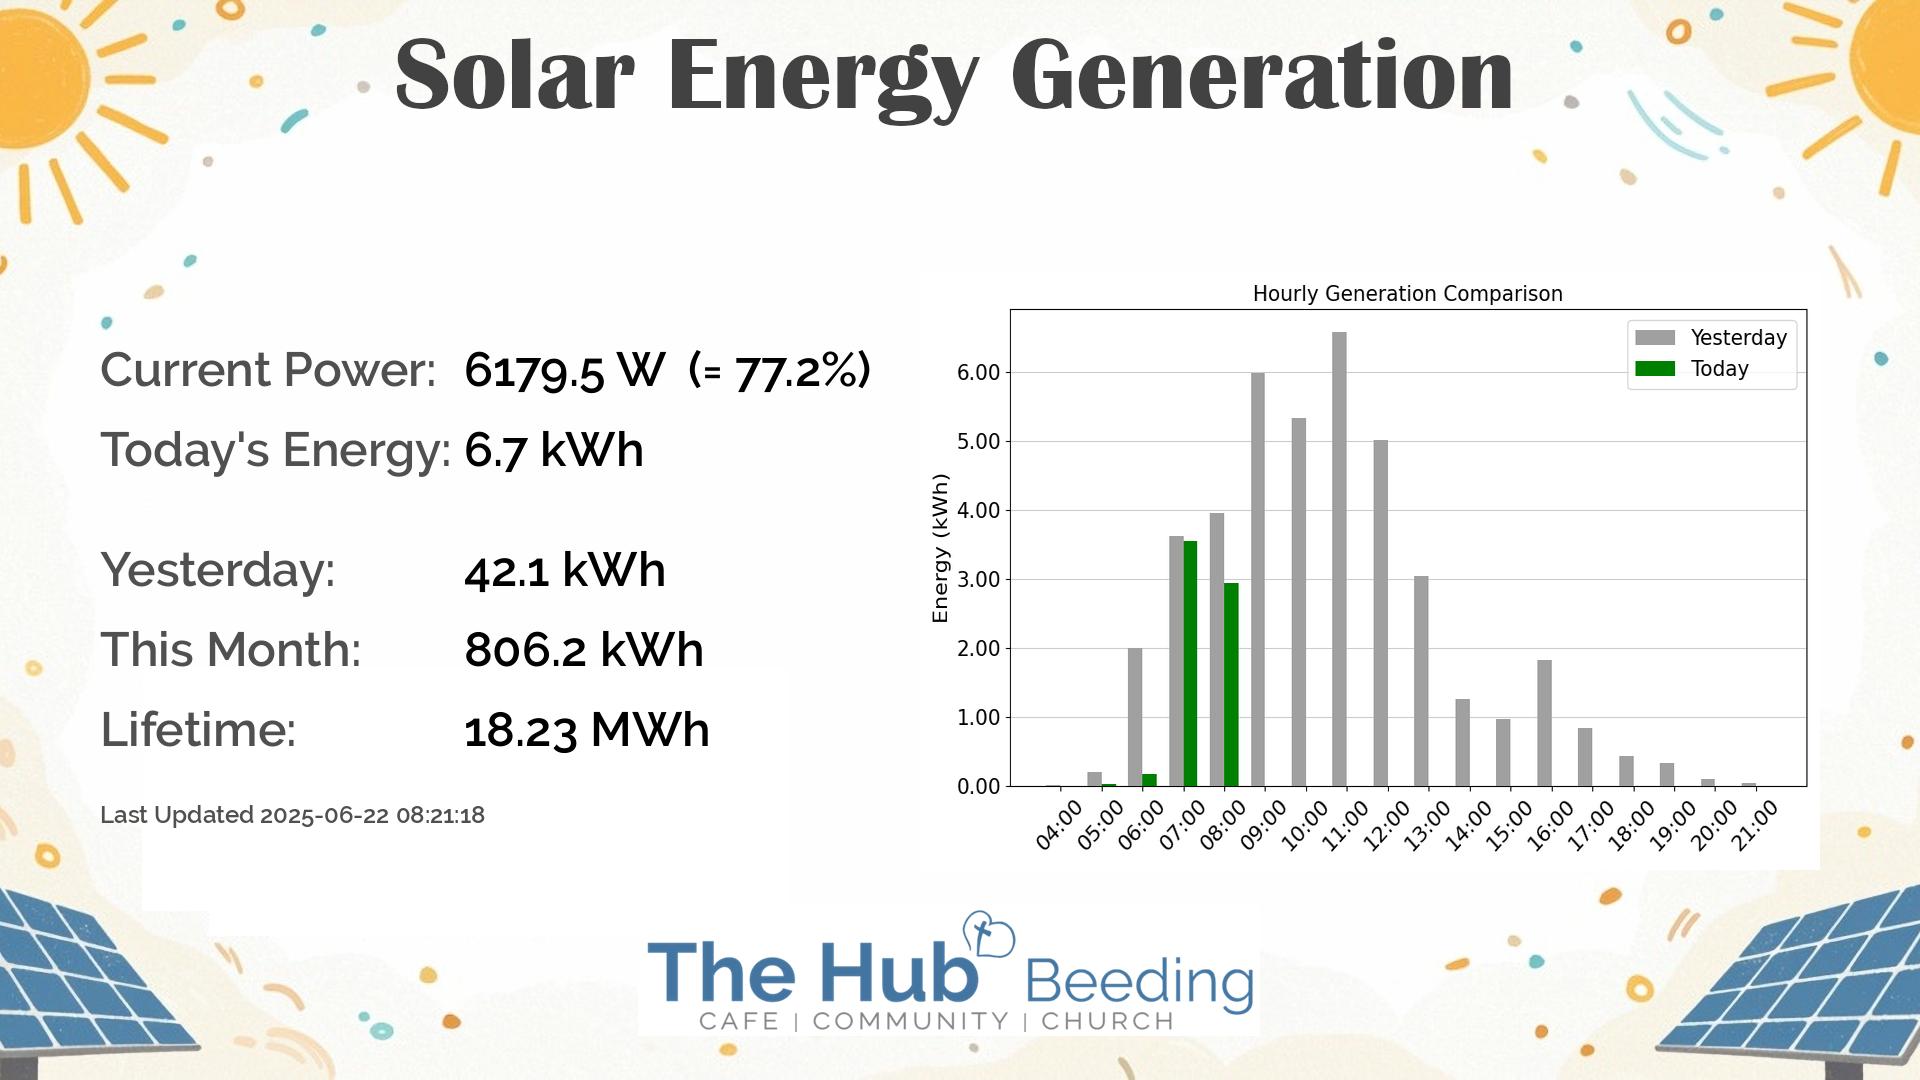 Solar Energy Generation
Current Power: 6179.5 W (= 77.2%)
Today's Energy: 6.7 kWh
Yesterday: 42.1 kWh
This Month: 806.2 kWh
Lifetime: 18.23 MWh
Last Updated 2025-06-22 08:21:18
Hourly Generation Comparison
Yesterday
Today
Energy (kWh)
6.00
5.00
4.00
3.00
2.00
1.00
0.00
04:00 05:00 06:00 07:00 08:00 09:00 10:00 11:00 12:00 13:00 14:00 15:00 16:00 17:00 18:00 19:00 20:00 21:00
The Hub Beeding
CAFE | COMMUNITY | CHURCH